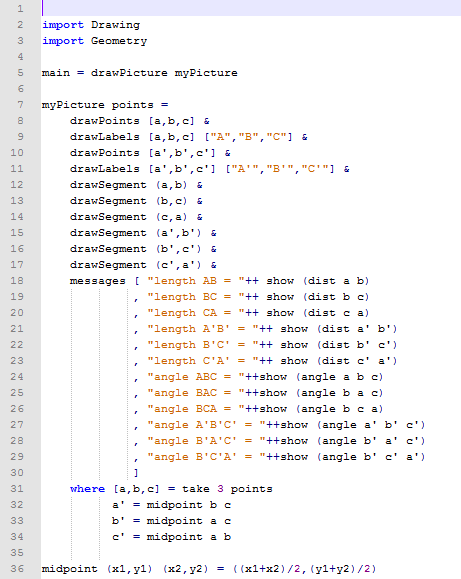 1
2 import Drawing
3 import Geometry
4
5 main = drawPicture myPicture
6
7 myPicture points =
8     drawPoints [a,b,c] &
9     drawLabels [a,b,c] ["A","B","C"] &
10     drawPoints [a',b',c'] &
11     drawLabels [a',b',c'] ["A'","B'","C'"] &
12     drawSegment (a,b) &
13     drawSegment (b,c) &
14     drawSegment (c,a) &
15     drawSegment (a',b') &
16     drawSegment (b',c') &
17     drawSegment (c',a') &
18     messages [ "length AB = "++ show (dist a b)
19              , "length BC = "++ show (dist b c)
20              , "length CA = "++ show (dist c a)
21              , "length A'B' = "++ show (dist a' b')
22              , "length B'C' = "++ show (dist b' c')
23              , "length C'A' = "++ show (dist c' a')
24              , "angle ABC = "++show (angle a b c)
25              , "angle BAC = "++show (angle b a c)
26              , "angle BCA = "++show (angle b c a)
27              , "angle A'B'C' = "++show (angle a' b' c')
28              , "angle B'A'C' = "++show (angle b' a' c')
29              , "angle B'C'A' = "++show (angle b' c' a')
30              ]
31     where [a,b,c] = take 3 points
32           a' = midpoint b c
33           b' = midpoint a c
34           c' = midpoint a b
35
36 midpoint (x1,y1) (x2,y2) = ((x1+x2)/2,(y1+y2)/2)